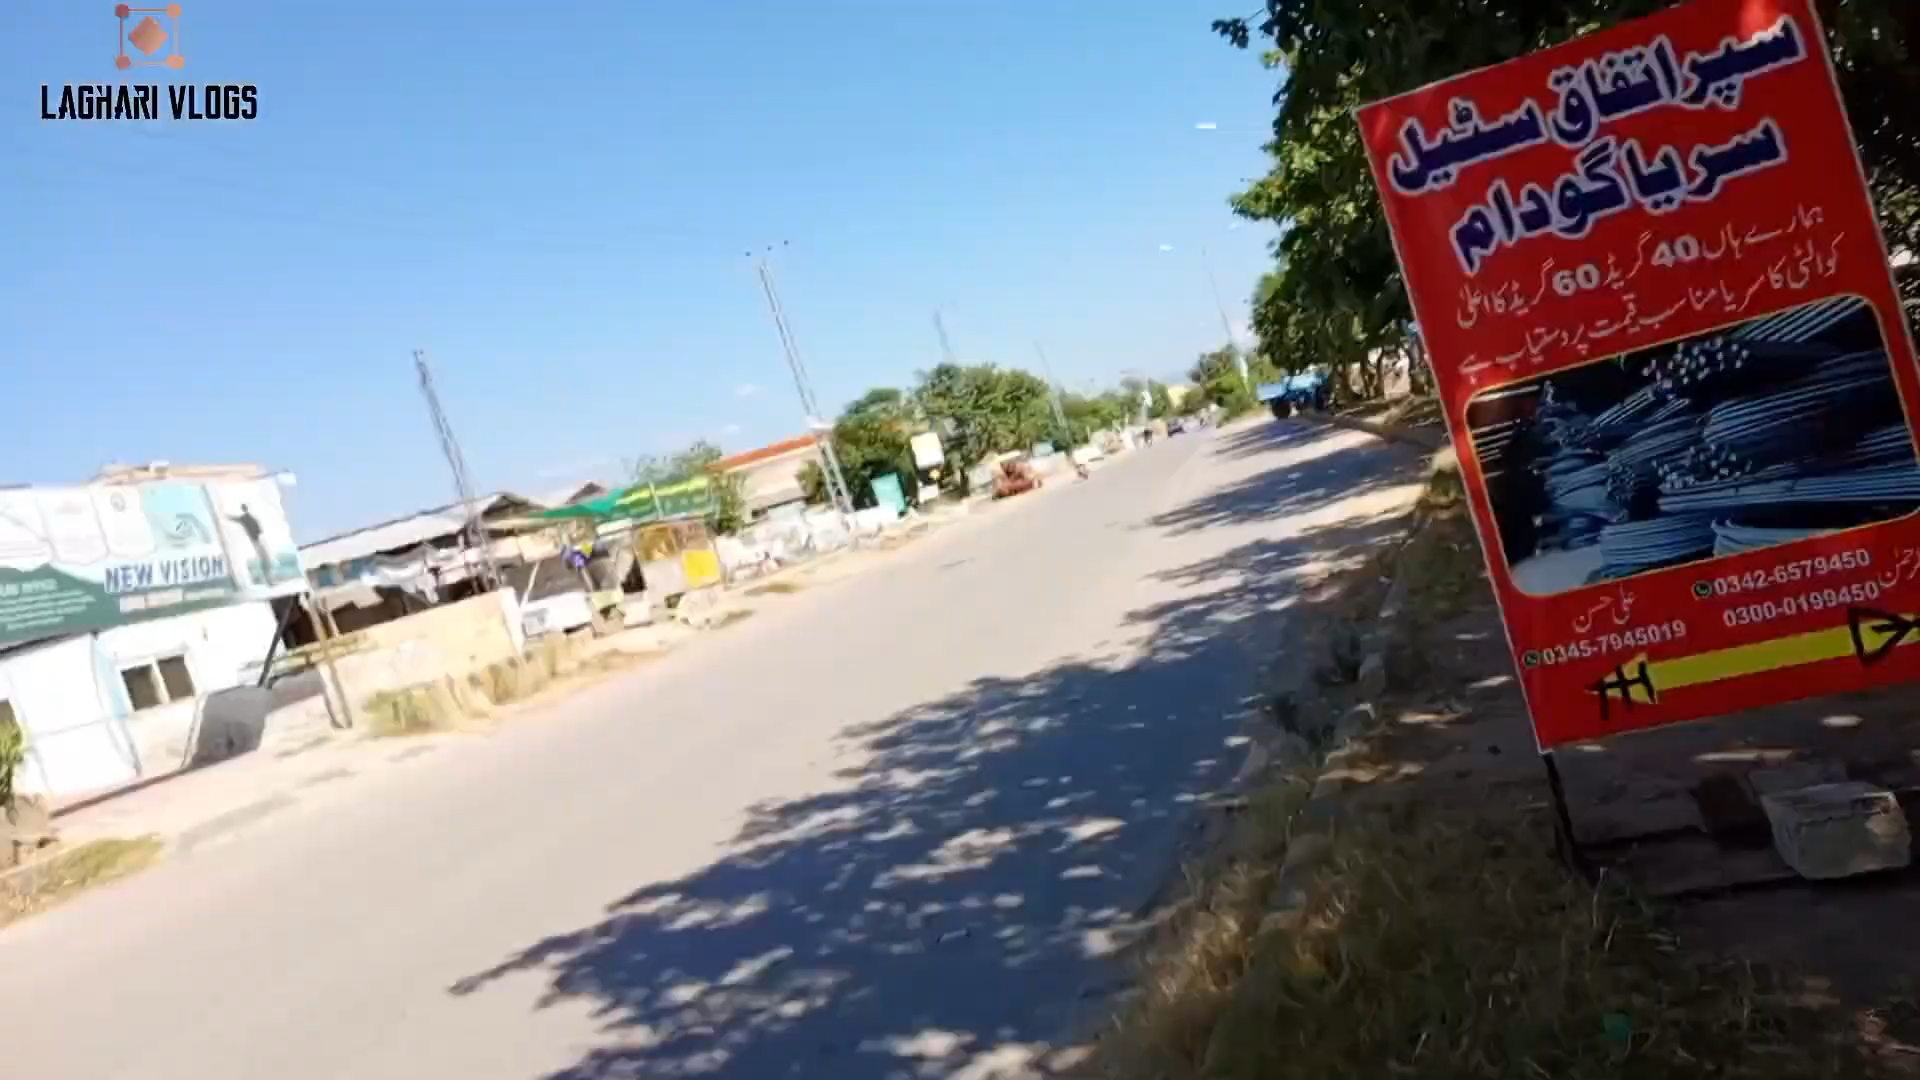 LAGHARI VLOGS
NEW VISION
سپر اتفاق سٹیل
سریا گودام
ہمارے ہاں 40 گریڈ 60 گریڈ کا اعلیٰ
کوالٹی کا سریا مناسب قیمت پر دستیاب ہے
0342-6579450
0300-0199450
علی حسن
0345-7945019